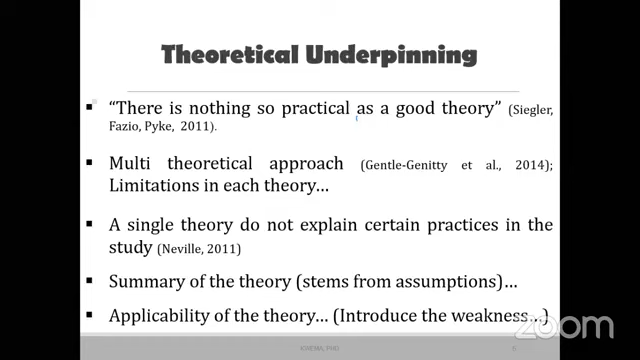 Theoretical Underpinning
▪ “There is nothing so practical as a good theory” (Siegler,
Fazio, Pyke, 2011).
▪ Multi theoretical approach (Gentle-Genitty et al., 2014);
Limitations in each theory…
▪ A single theory do not explain certain practices in the
study (Neville, 2011)
▪ Summary of the theory (stems from assumptions)…
▪ Applicability of the theory… (Introduce the weakness…)
zoom
KWENA, PHD